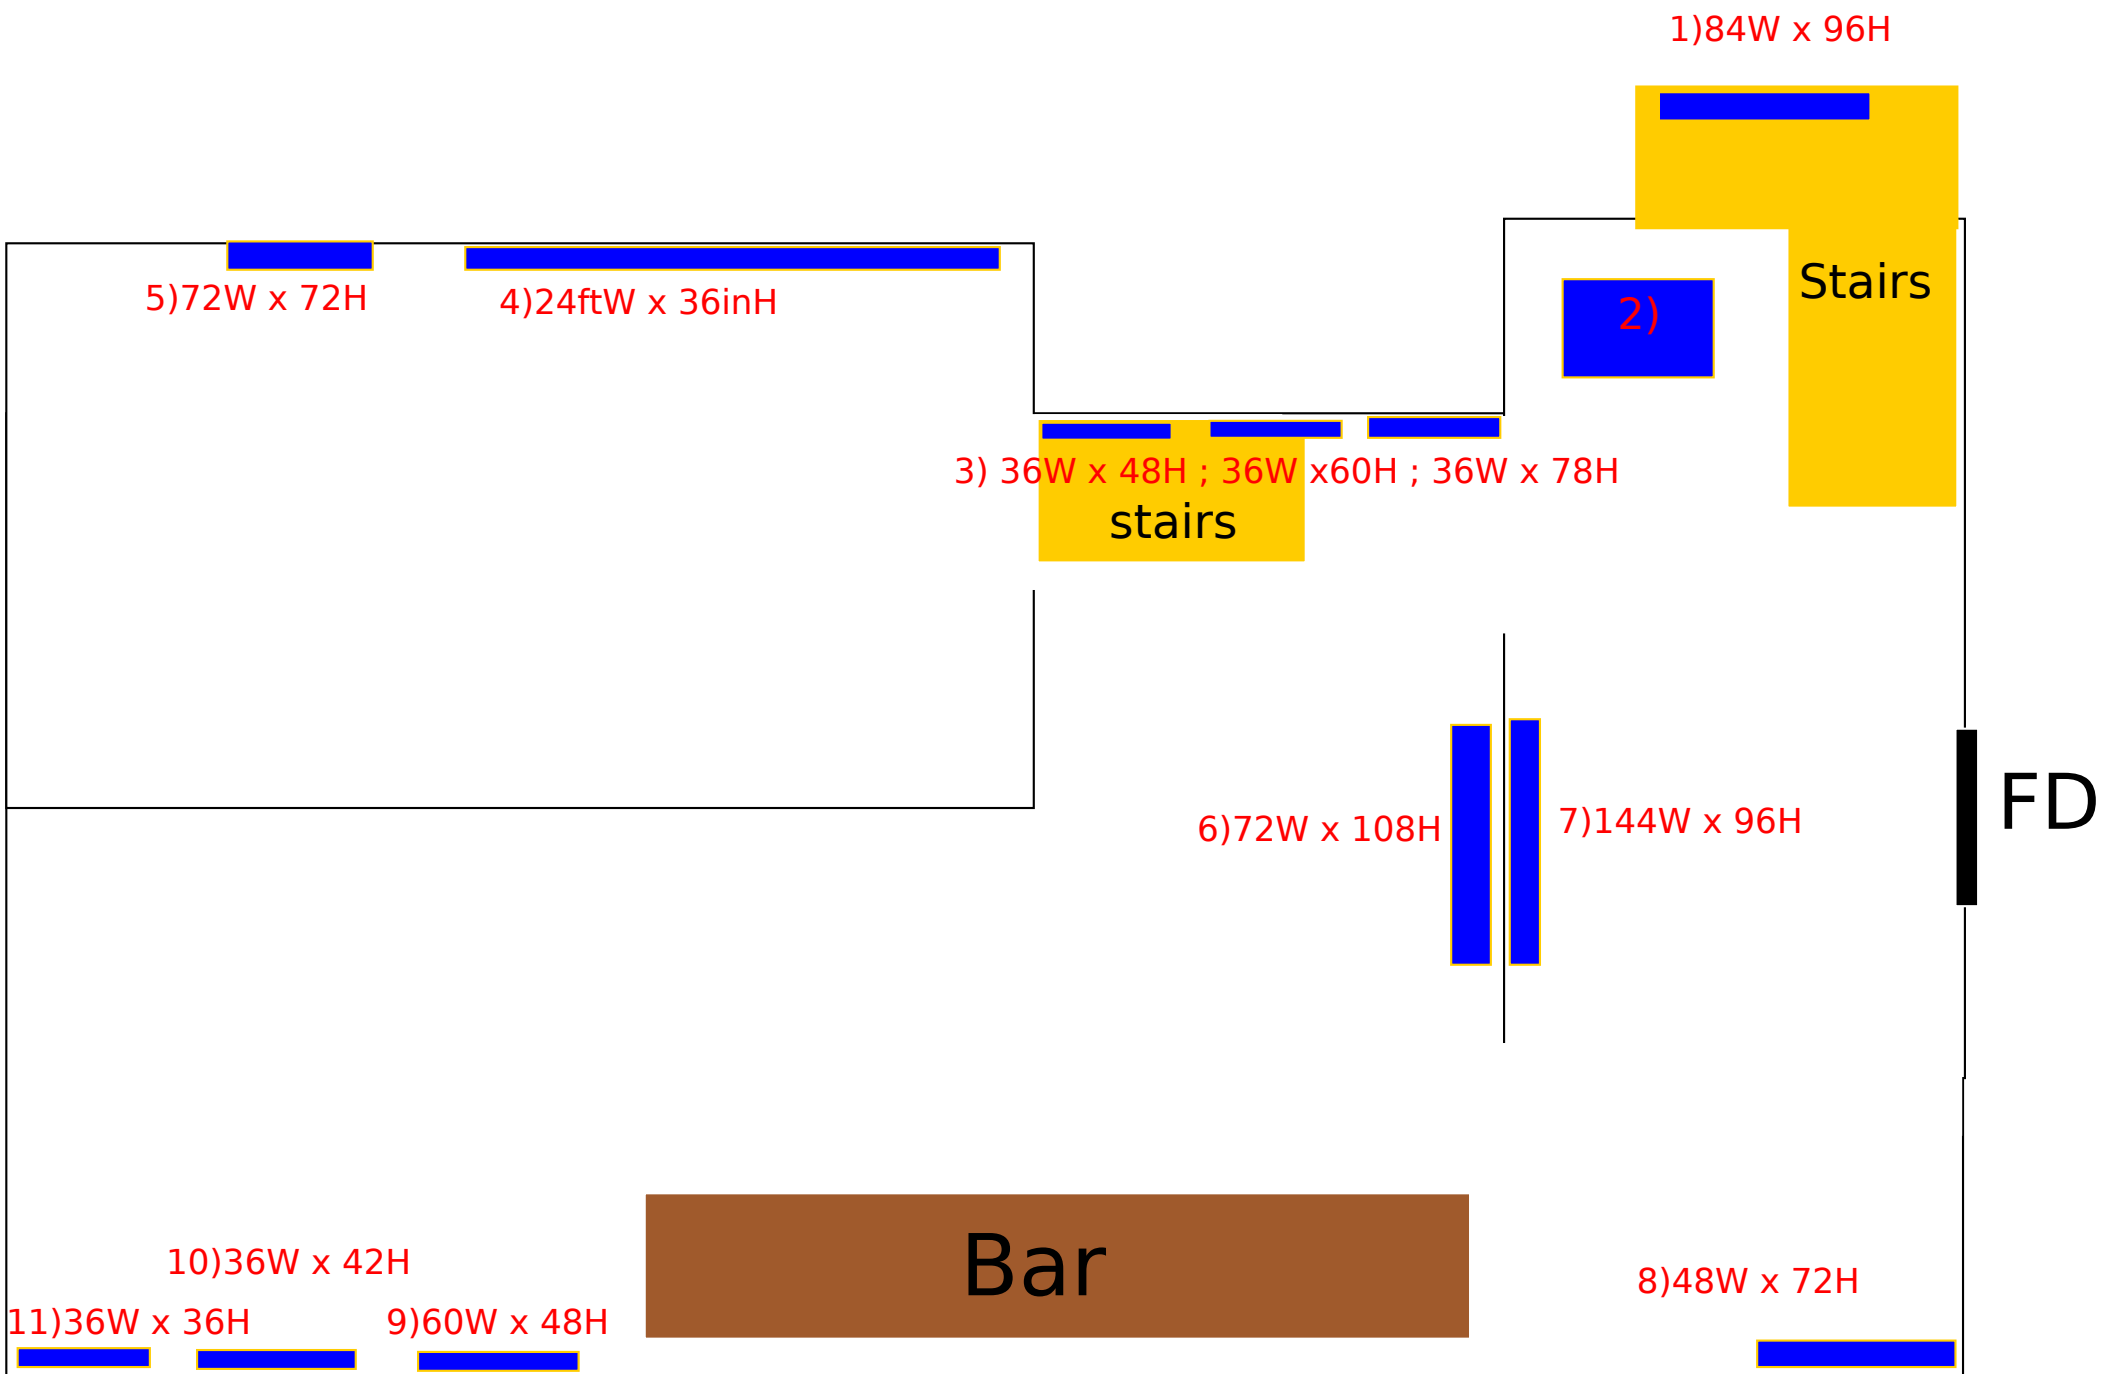 1)84W x 96H
Stairs
2)
5)72W x 72H
4)24ftW x 36inH
3) 36W x 48H ; 36W x60H ; 36W x 78H
stairs
FD
6)72W x 108H
7)144W x 96H
Bar
10)36W x 42H
8)48W x 72H
11)36W x 36H
9)60W x 48H